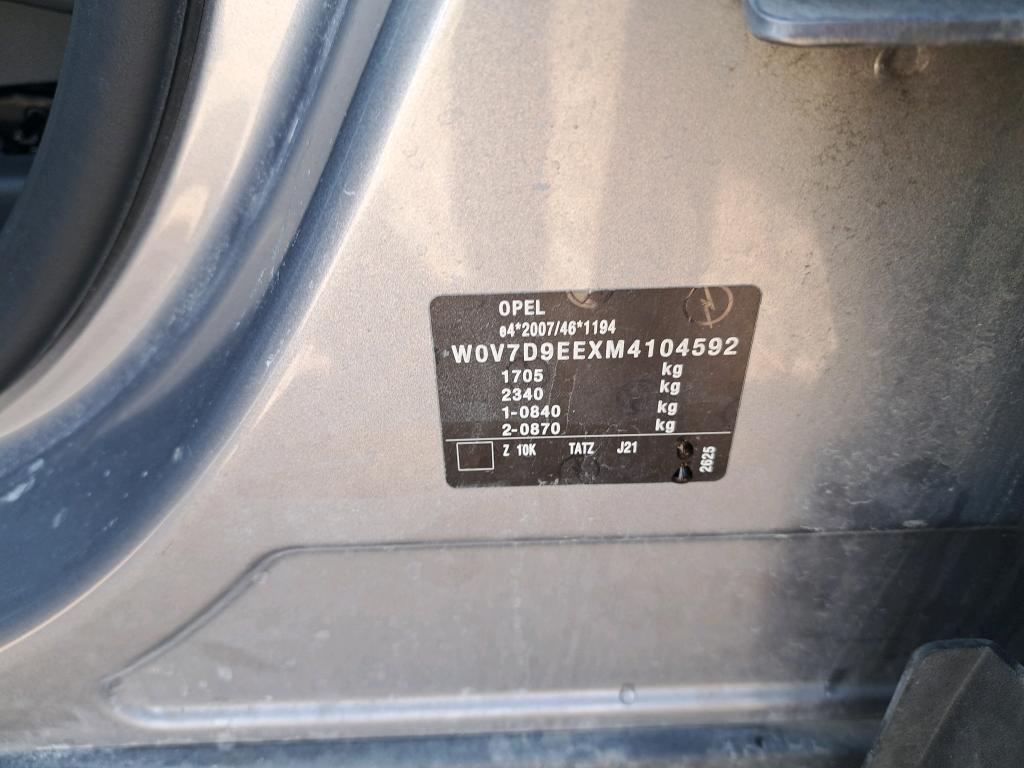 OPEL
e4*2007/46*1194
W0V7D9EEXM4104592
1705 kg
2340 kg
1-0840 kg
2-0870 kg
Z 10K TATZ J21
2625